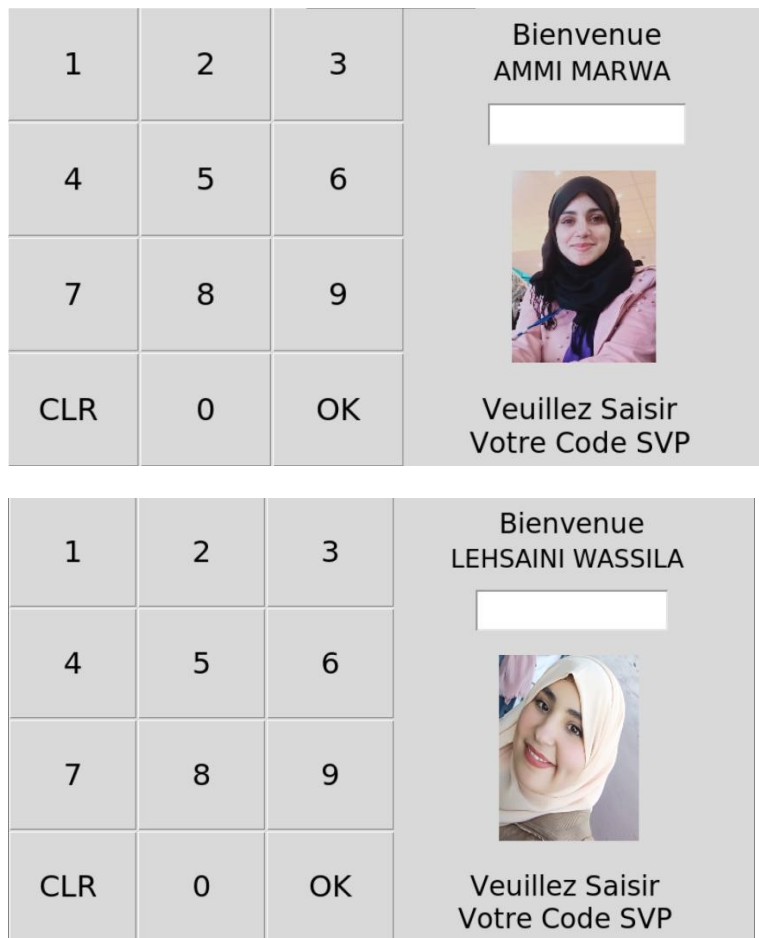 1 2 3
Bienvenue
AMMI MARWA
4 5 6
7 8 9
CLR 0 OK
Veuillez Saisir
Votre Code SVP
1 2 3
Bienvenue
LEHSAINI WASSILA
4 5 6
7 8 9
CLR 0 OK
Veuillez Saisir
Votre Code SVP